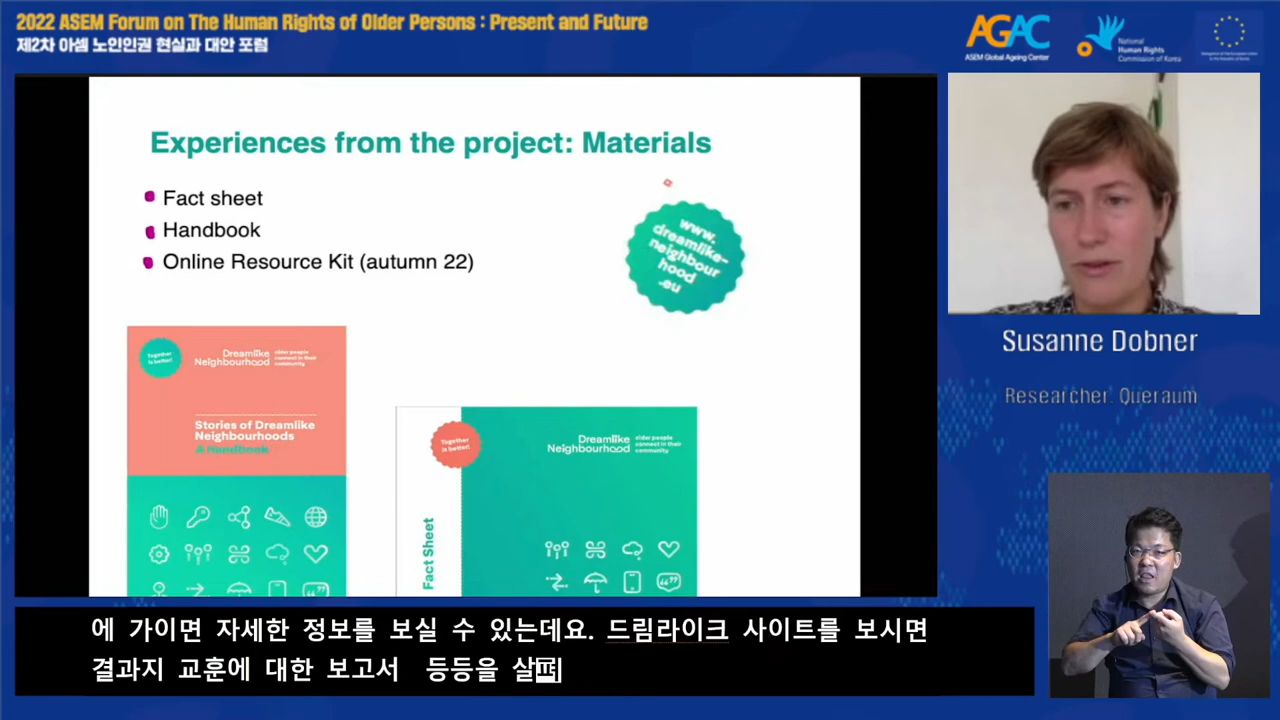 2022 ASEM Forum on The Human Rights of Older Persons : Present and Future
제2차 아셈 노인인권 현실과 대안 포럼
AGAC
ASEM Global Ageing Center
National
Human Rights
Commission of Korea
Experiences from the project: Materials
Fact sheet
Handbook
Online Resource Kit (autumn 22)
www.
dreamlike-
neighbour
hood
.eu
Together
is better!
Dreamlike
Neighbourhood
older people
connect in their
community
Stories of Dreamlike
Neighbourhoods
A Handbook
Together
is better!
Dreamlike
Neighbourhood
older people
connect in their
community
Fact Sheet
Susanne Dobner
Researcher. Queraum
에 가이면 자세한 정보를 보실 수 있는데요. 드림라이크 사이트를 보시면
결과지 교훈에 대한 보고서 등등을 살펴